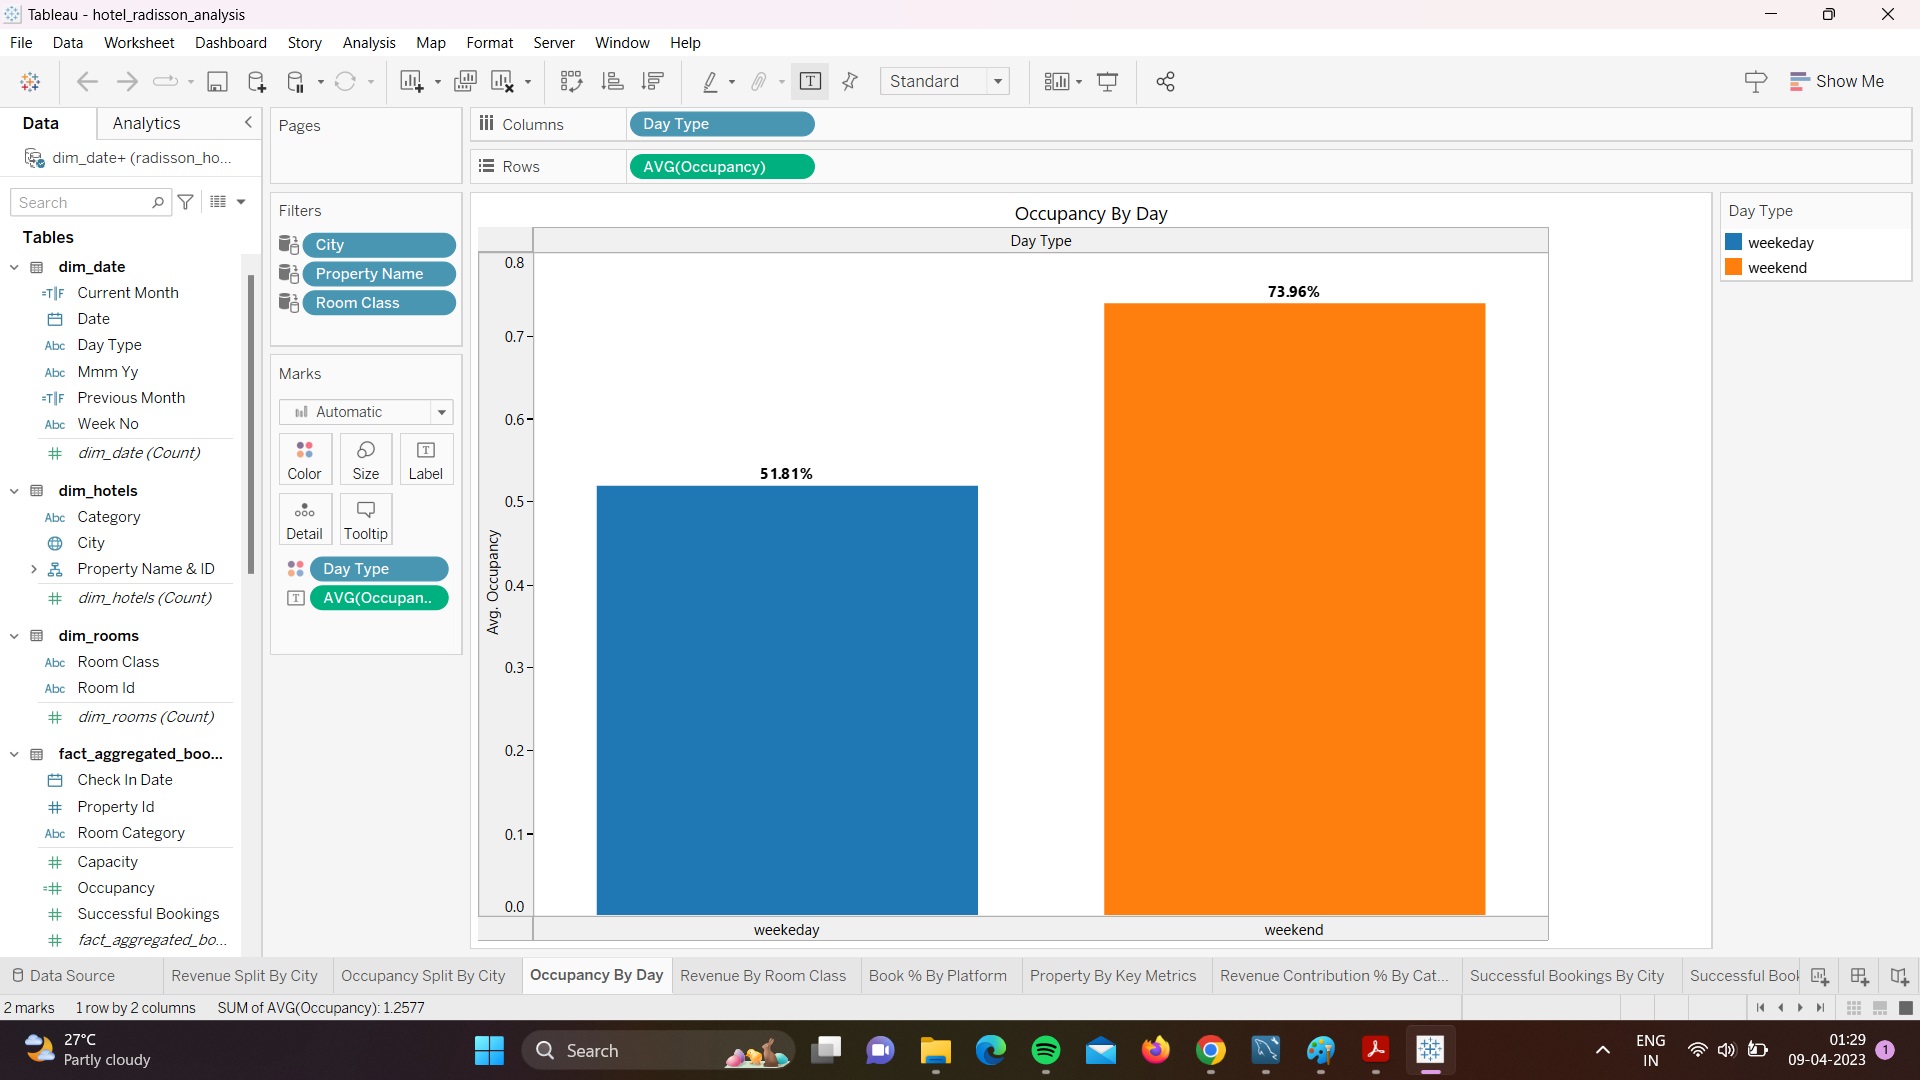 Tableau - hotel_radisson_analysis
File Data Worksheet Dashboard Story Analysis Map Format Server Window Help
Standard
Show Me
Data Analytics
dim_date+ (radisson_ho...
Search
Tables
dim_date
=T|F Current Month
Date
Abc Day Type
Abc Mmm Yy
=T|F Previous Month
Abc Week No
# dim_date (Count)
dim_hotels
Abc Category
City
Property Name & ID
# dim_hotels (Count)
dim_rooms
Abc Room Class
Abc Room Id
# dim_rooms (Count)
fact_aggregated_boo...
Check In Date
# Property Id
Abc Room Category
# Capacity
=# Occupancy
# Successful Bookings
# fact_aggregated_bo...
Pages
Filters
City
Property Name
Room Class
Marks
Automatic
Color Size Label
Detail Tooltip
Day Type
AVG(Occupan..
Columns Day Type
Rows AVG(Occupancy)
Occupancy By Day
Day Type
0.8
0.7
0.6
0.5
0.4
0.3
0.2
0.1
0.0
Avg. Occupancy
51.81%
73.96%
weekeday
weekend
Day Type
weekeday
weekend
Data Source Revenue Split By City Occupancy Split By City Occupancy By Day Revenue By Room Class Book % By Platform Property By Key Metrics Revenue Contribution % By Cat... Successful Bookings By City Successful Book
2 marks 1 row by 2 columns SUM of AVG(Occupancy): 1.2577
27°C
Partly cloudy
Search
ENG
IN
01:29
09-04-2023
1